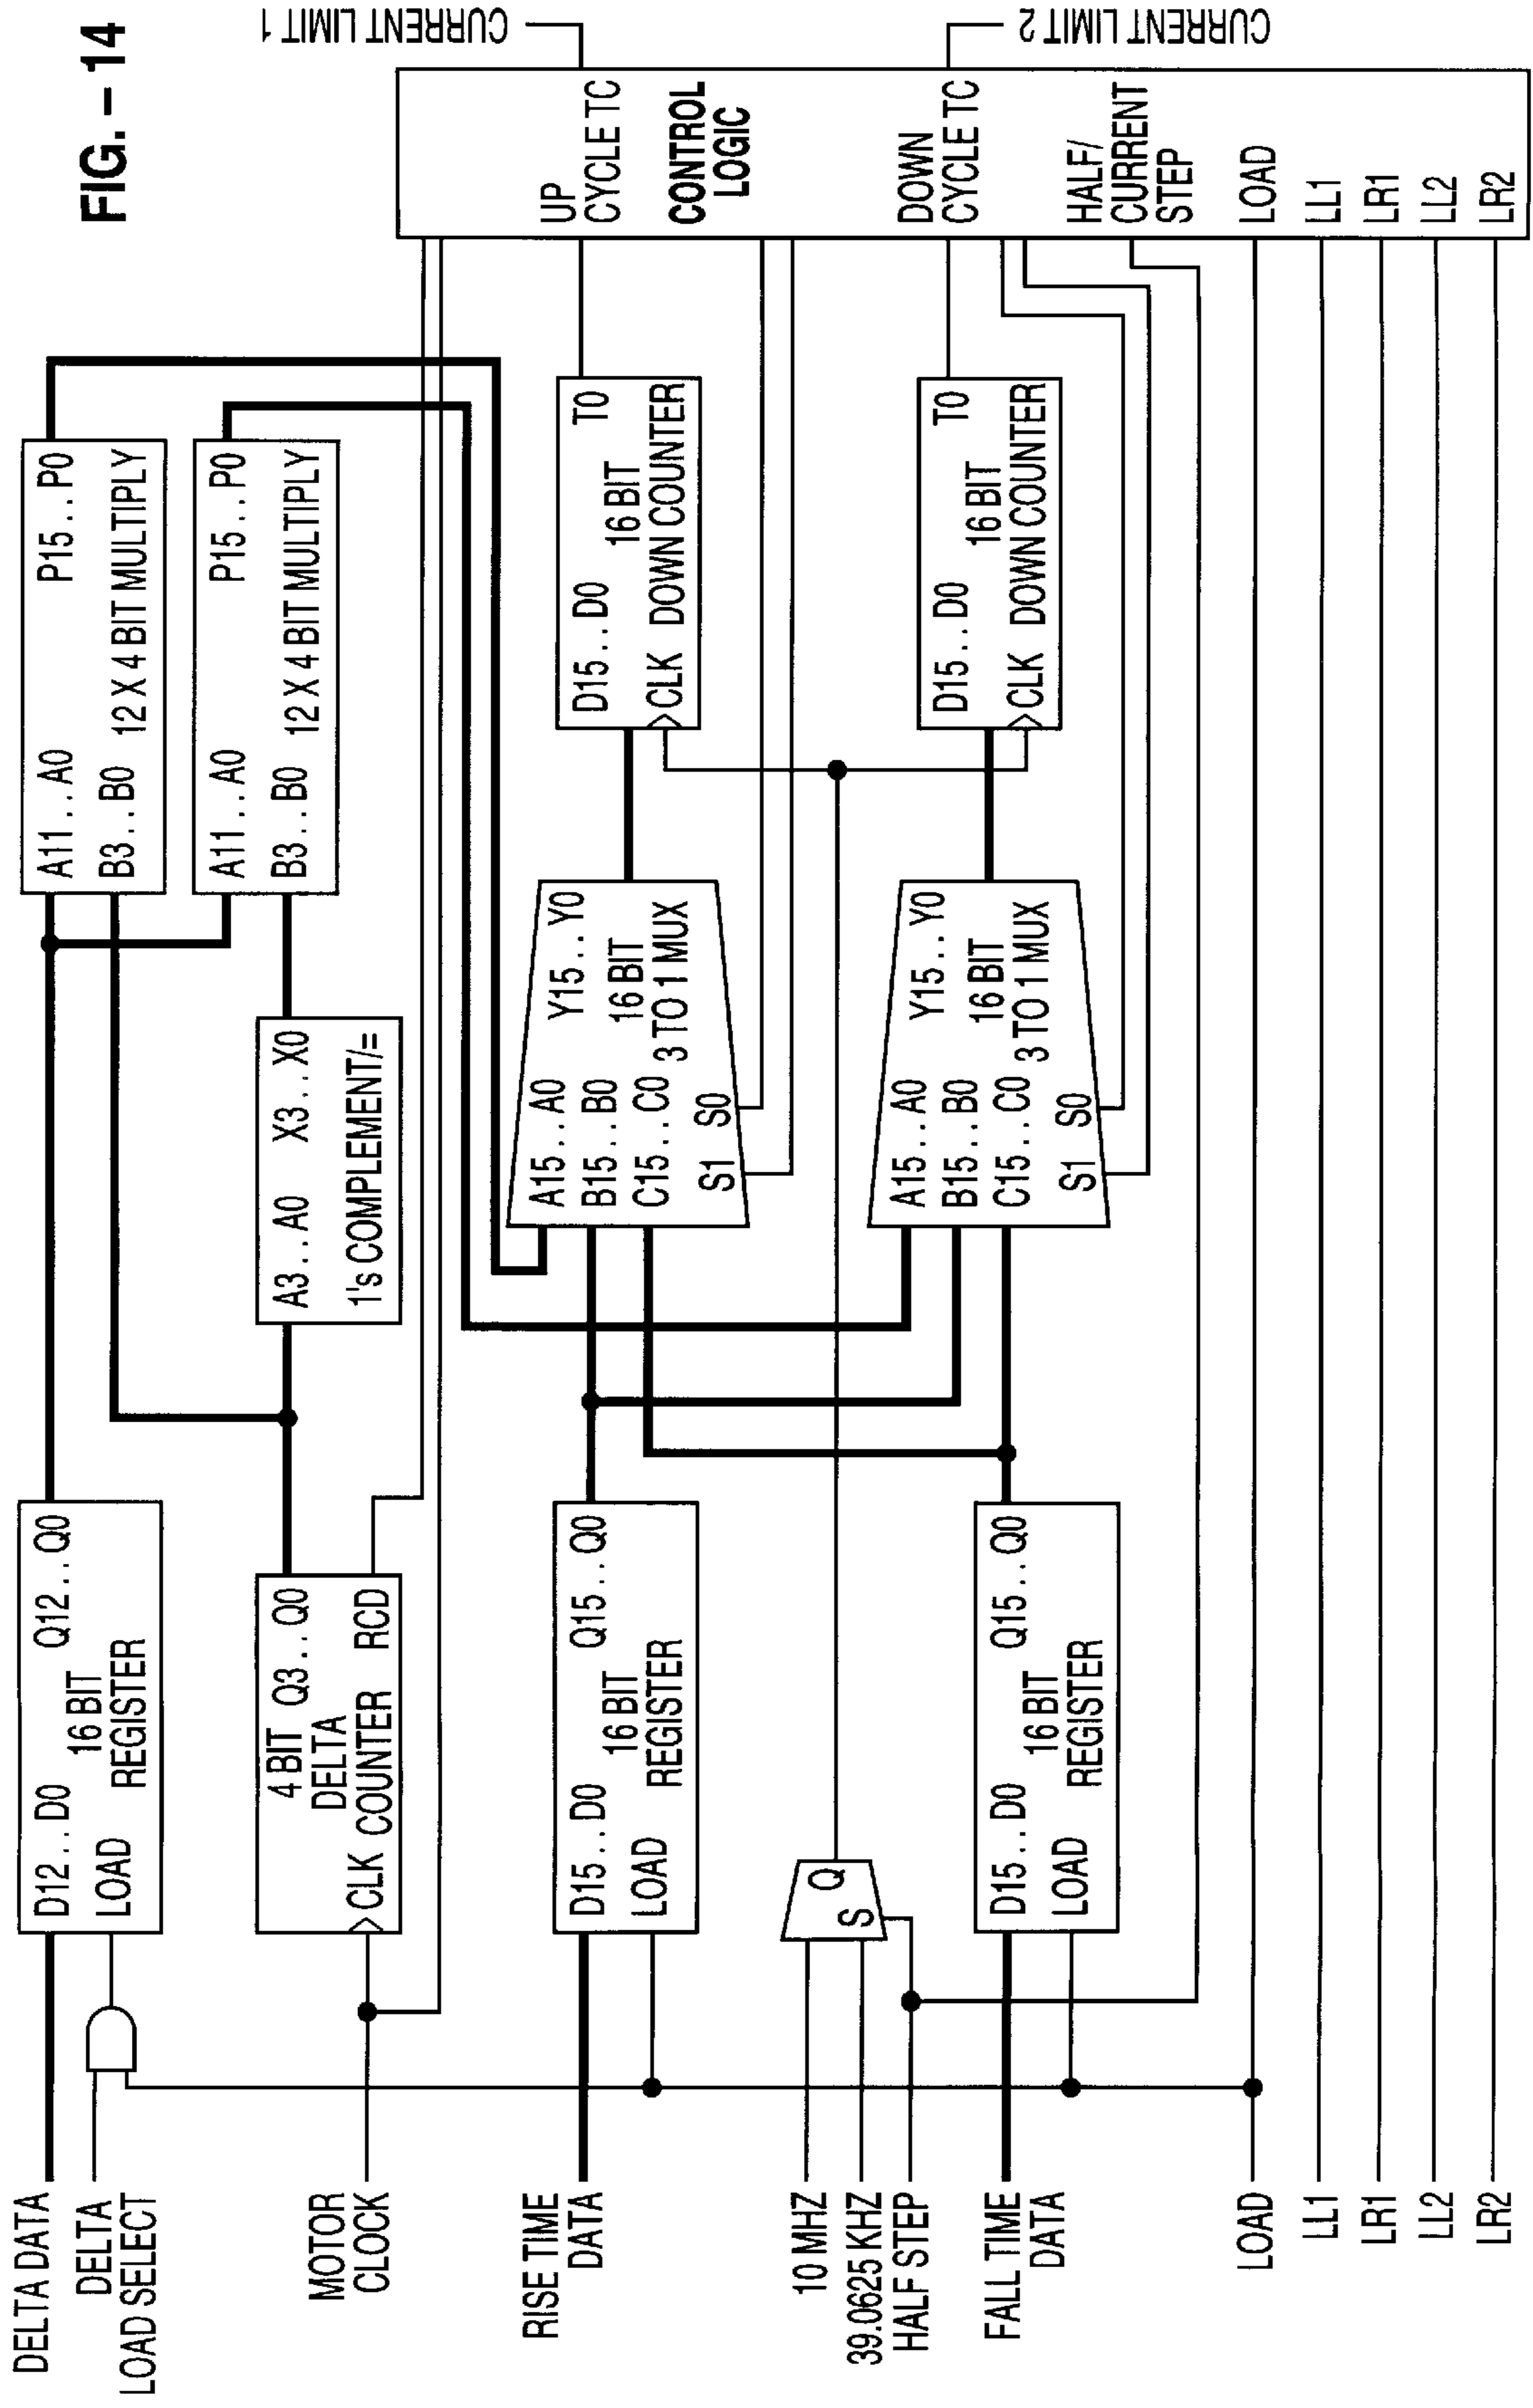 FIG. – 14
DELTA DATA
DELTA
LOAD SELECT
MOTOR
CLOCK
RISE TIME
DATA
10 MHZ
39.0625 KHZ
HALF STEP
FALL TIME
DATA
LOAD
LL1
LR1
LL2
LR2
D12 . . D0 Q12 . . Q0
16 BIT
LOAD REGISTER
4 BIT Q3 . . Q0
DELTA
CLK COUNTER RCD
D15 . . D0 Q15 . . Q0
16 BIT
LOAD REGISTER
Q
S
D15 . . D0 Q15 . . Q0
16 BIT
LOAD REGISTER
A3 . . A0 X3 . . X0
1's COMPLEMENT/=
A11 . . A0 P15 . . P0
B3 . . B0 12 X 4 BIT MULTIPLY
A11 . . A0 P15 . . P0
B3 . . B0 12 X 4 BIT MULTIPLY
A15 . . A0 Y15 . . Y0
B15 . . B0 16 BIT
C15 . . C0 3 TO 1 MUX
S1 S0
A15 . . A0 Y15 . . Y0
B15 . . B0 16 BIT
C15 . . C0 3 TO 1 MUX
S1 S0
D15 . . D0 T0
16 BIT
CLK DOWN COUNTER
D15 . . D0 T0
16 BIT
CLK DOWN COUNTER
UP
CYCLE TC
CONTROL
LOGIC
DOWN
CYCLE TC
HALF/
CURRENT
STEP
LOAD
LL1
LR1
LL2
LR2
CURRENT LIMIT 1
CURRENT LIMIT 2